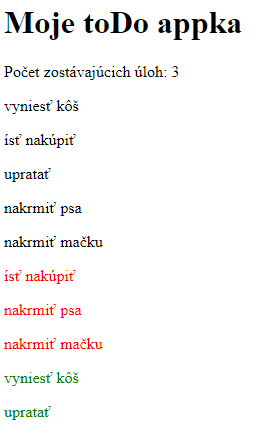 Moje toDo appka
Počet zostávajúcich úloh: 3
vyniesť kôš
ísť nakúpiť
upratať
nakrmiť psa
nakrmiť mačku
ísť nakúpiť
nakrmiť psa
nakrmiť mačku
vyniesť kôš
upratať